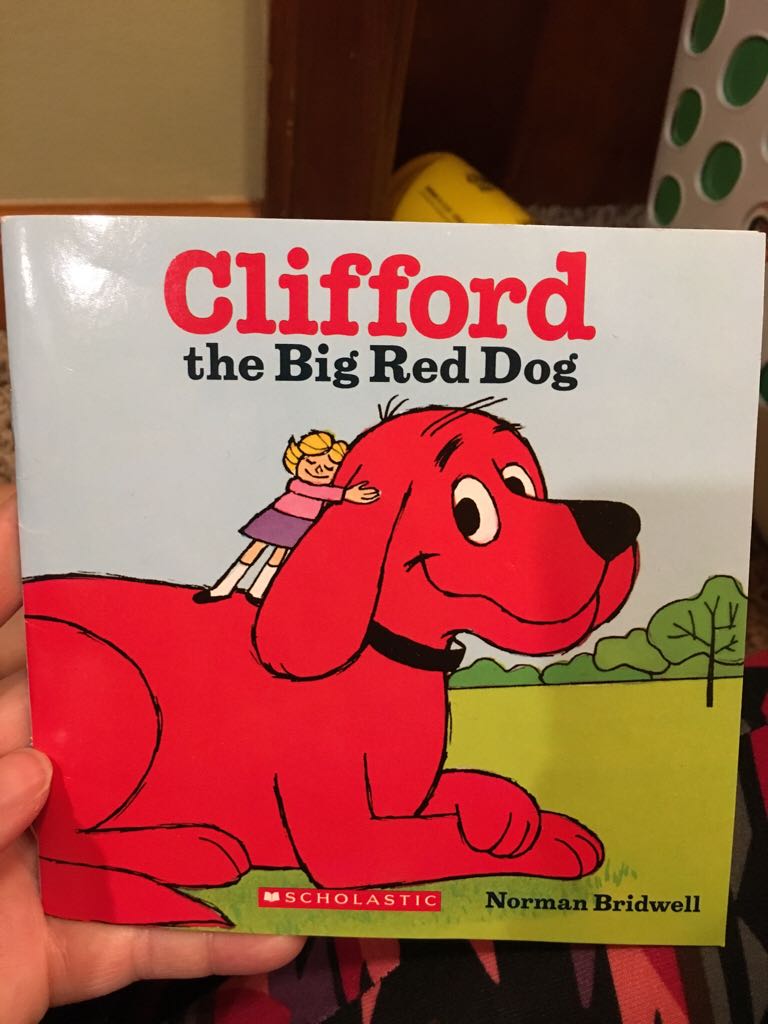 Clifford
the Big Red Dog
SCHOLASTIC
Norman Bridwell